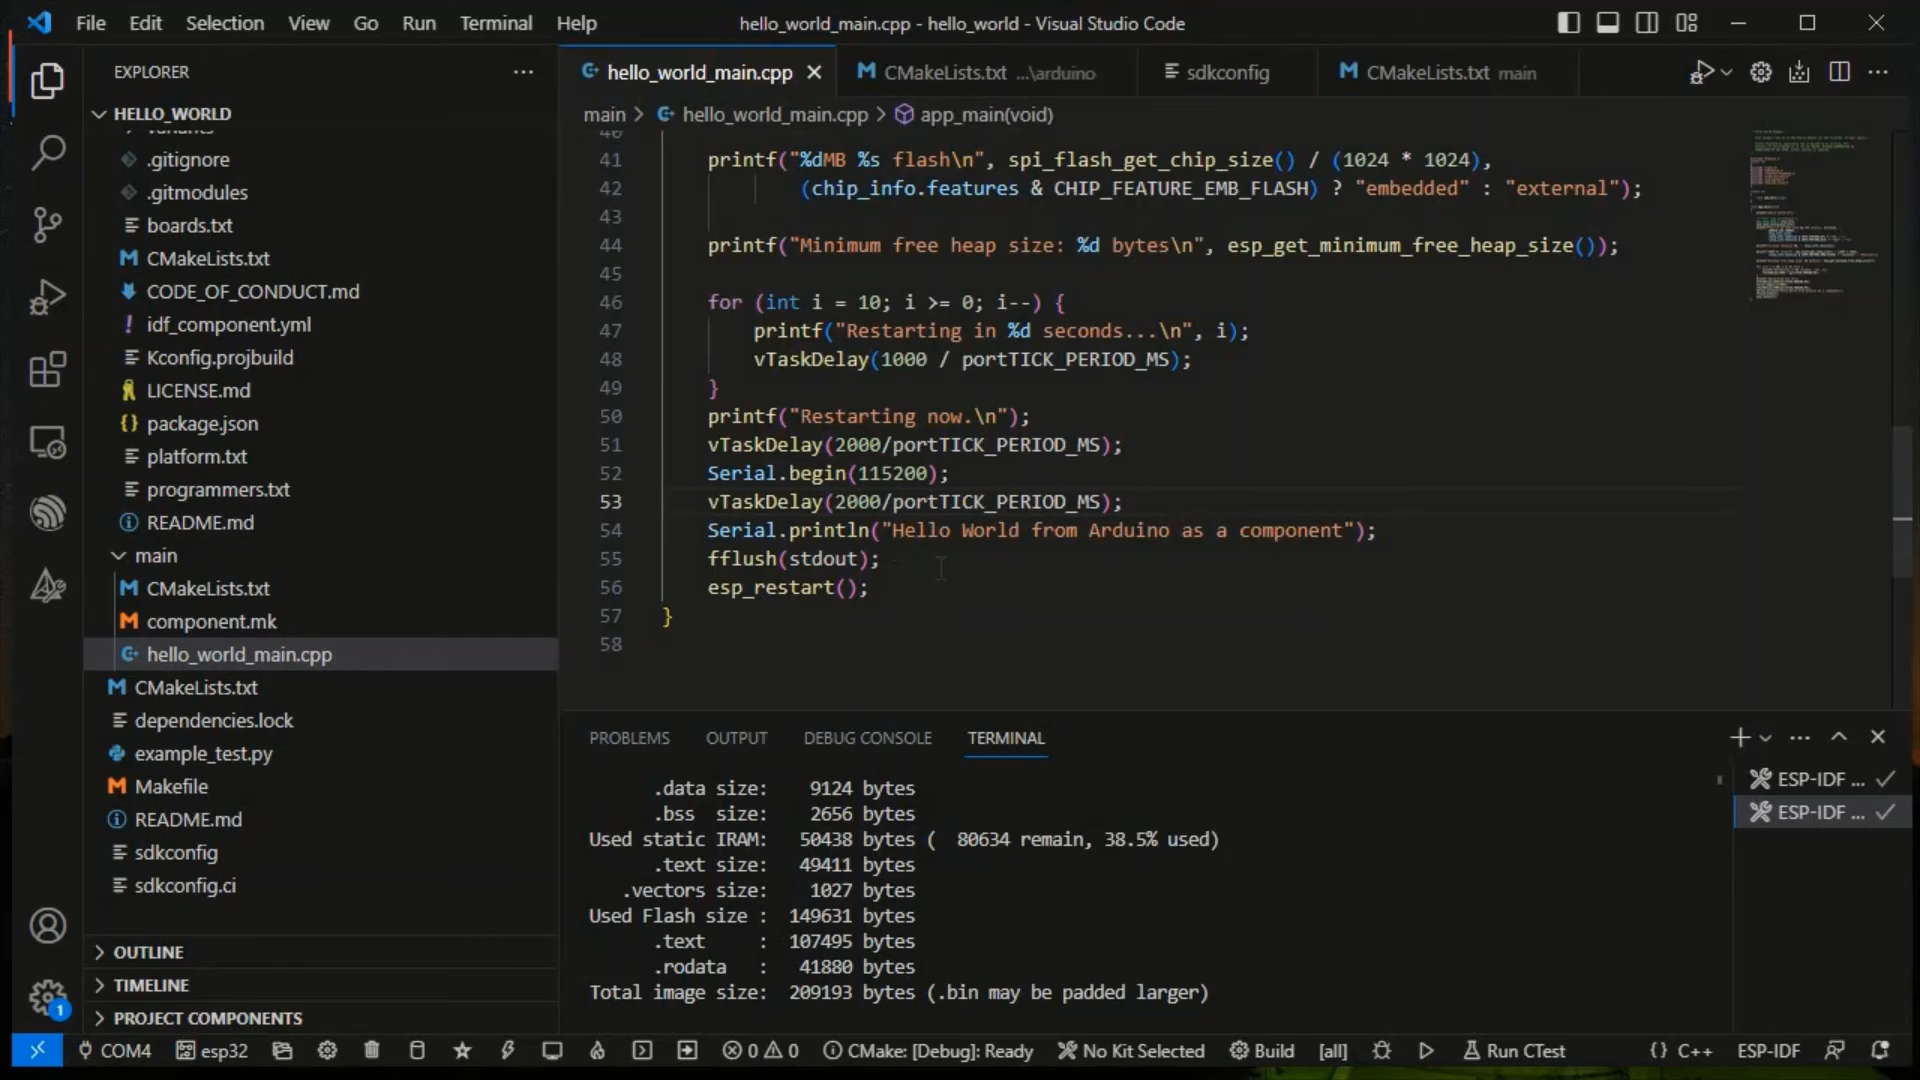 File Edit Selection View Go Run Terminal Help
hello_world_main.cpp - hello_world - Visual Studio Code
EXPLORER
HELLO_WORLD
variants
.gitignore
.gitmodules
boards.txt
CMakeLists.txt
CODE_OF_CONDUCT.md
idf_component.yml
Kconfig.projbuild
LICENSE.md
package.json
platform.txt
programmers.txt
README.md
main
CMakeLists.txt
component.mk
hello_world_main.cpp
CMakeLists.txt
dependencies.lock
example_test.py
Makefile
README.md
sdkconfig
sdkconfig.ci
OUTLINE
TIMELINE
PROJECT COMPONENTS
1
hello_world_main.cpp CMakeLists.txt ...\arduino sdkconfig CMakeLists.txt main
main > hello_world_main.cpp > app_main(void)
40
41 printf("%dMB %s flash\n", spi_flash_get_chip_size() / (1024 * 1024),
42 (chip_info.features & CHIP_FEATURE_EMB_FLASH) ? "embedded" : "external");
43
44 printf("Minimum free heap size: %d bytes\n", esp_get_minimum_free_heap_size());
45
46 for (int i = 10; i >= 0; i--) {
47 printf("Restarting in %d seconds...\n", i);
48 vTaskDelay(1000 / portTICK_PERIOD_MS);
49 }
50 printf("Restarting now.\n");
51 vTaskDelay(2000/portTICK_PERIOD_MS);
52 Serial.begin(115200);
53 vTaskDelay(2000/portTICK_PERIOD_MS);
54 Serial.println("Hello World from Arduino as a component");
55 fflush(stdout);
56 esp_restart();
57 }
58
PROBLEMS OUTPUT DEBUG CONSOLE TERMINAL
.data size: 9124 bytes
.bss size: 2656 bytes
Used static IRAM: 50438 bytes ( 80634 remain, 38.5% used)
.text size: 49411 bytes
.vectors size: 1027 bytes
Used Flash size : 149631 bytes
.text : 107495 bytes
.rodata : 41880 bytes
Total image size: 209193 bytes (.bin may be padded larger)
ESP-IDF ...
ESP-IDF ...
COM4 esp32 0 0 CMake: [Debug]: Ready No Kit Selected Build [all] Run CTest {} C++ ESP-IDF